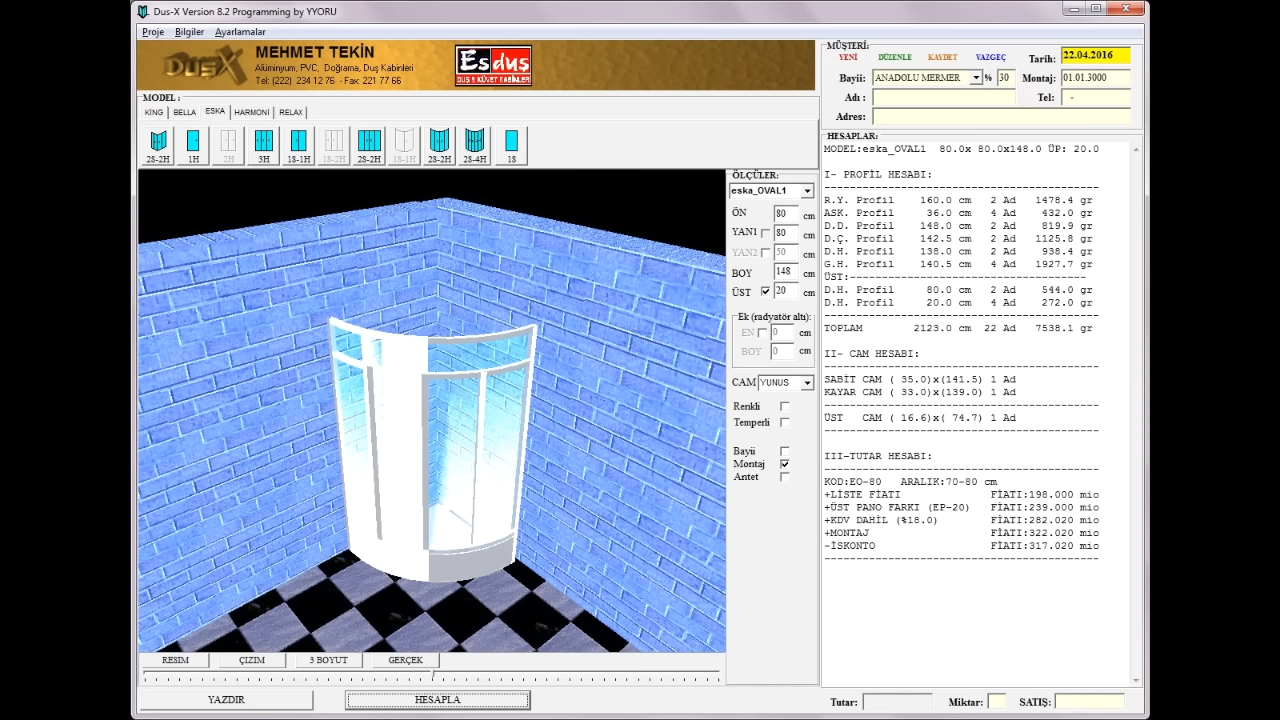 Dus-X Version 8.2 Programming by YYORU
Proje Bilgiler Ayarlamalar
DUSX
MEHMET TEKİN
Alüminyum, PVC, Doğrama, Duş Kabinleri
Tel: (222) 234 12 76 - Fax: 221 77 66
Es duş
DUŞ & KÜVET KABİNLERİ
MODEL :
KING BELLA ESKA HARMONI RELAX
2S-2H 1H 2H 3H 1S-1H 1S-2H 2S-2H 1S-1H 2S-2H 2S-4H 1S
MÜŞTERİ:
YENİ DÜZENLE KAYDET VAZGEÇ
Tarih: 22.04.2016
Bayii: ANADOLU MERMER % 30
Montaj: 01.01.3000
Adı :
Tel: -
Adres:
ÖLÇÜLER:
eska_OVAL1
ÖN 80 cm
YAN1 80 cm
YAN2 50 cm
BOY 148 cm
ÜST 20 cm
Ek (radyatör altı):
EN 0 cm
BOY 0 cm
CAM YUNUS
Renkli
Temperli
Bayii
Montaj
Antet
HESAPLAR:
MODEL:eska_OVAL1 80.0x 80.0x148.0 ÜP: 20.0
I- PROFİL HESABI:
------------------------------------------
R.Y. Profil 160.0 cm 2 Ad 1478.4 gr
ASK. Profil 36.0 cm 4 Ad 432.0 gr
D.D. Profil 148.0 cm 2 Ad 819.9 gr
D.Ç. Profil 142.5 cm 2 Ad 1125.8 gr
D.H. Profil 138.0 cm 2 Ad 938.4 gr
G.H. Profil 140.5 cm 4 Ad 1927.7 gr
ÜST:------------------------------------
D.H. Profil 80.0 cm 2 Ad 544.0 gr
D.H. Profil 20.0 cm 4 Ad 272.0 gr
------------------------------------------
TOPLAM 2123.0 cm 22 Ad 7538.1 gr
II- CAM HESABI:
------------------------------------------
SABİT CAM ( 35.0)x(141.5) 1 Ad
KAYAR CAM ( 33.0)x(139.0) 1 Ad
------------------------------------------
ÜST CAM ( 16.6)x( 74.7) 1 Ad
------------------------------------------
III-TUTAR HESABI:
------------------------------------------
KOD:EO-80 ARALIK:70-80 cm
+LİSTE FİATI FİATI:198.000 mio
+ÜST PANO FARKI (EP-20) FİATI:239.000 mio
+KDV DAHİL (%18.0) FİATI:282.020 mio
+MONTAJ FİATI:322.020 mio
-İSKONTO FİATI:317.020 mio
------------------------------------------
RESIM ÇIZIM 3 BOYUT GERÇEK
YAZDIR HESAPLA
Tutar: Miktar: SATIŞ: